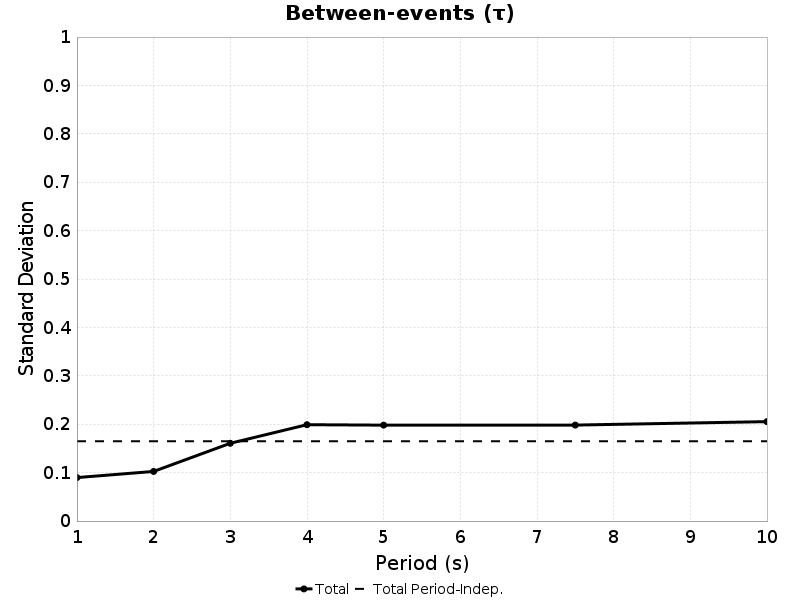 Between-events (τ)
1
0.9
0.8
0.7
0.6
0.5
0.4
0.3
0.2
0.1
0
Standard Deviation
1 2 3 4 5 6 7 8 9 10
Period (s)
Total Total Period-Indep.